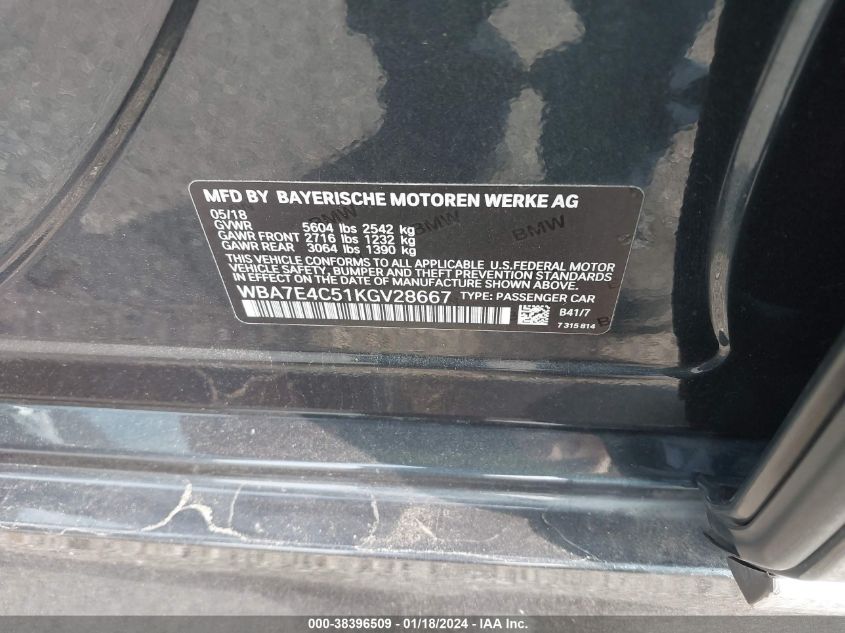 MFD BY BAYERISCHE MOTOREN WERKE AG
05/18
GVWR 5604 lbs 2542 kg
GAWR FRONT 2716 lbs 1232 kg
GAWR REAR 3064 lbs 1390 kg
THIS VEHICLE CONFORMS TO ALL APPLICABLE U.S.FEDERAL MOTOR
VEHICLE SAFETY, BUMPER AND THEFT PREVENTION STANDARDS
IN EFFECT ON THE DATE OF MANUFACTURE SHOWN ABOVE.
WBA7E4C51KGV28667 TYPE: PASSENGER CAR
B41/7
7 315 814
BMW
BMW
000-38396509 - 01/18/2024 - IAA Inc.